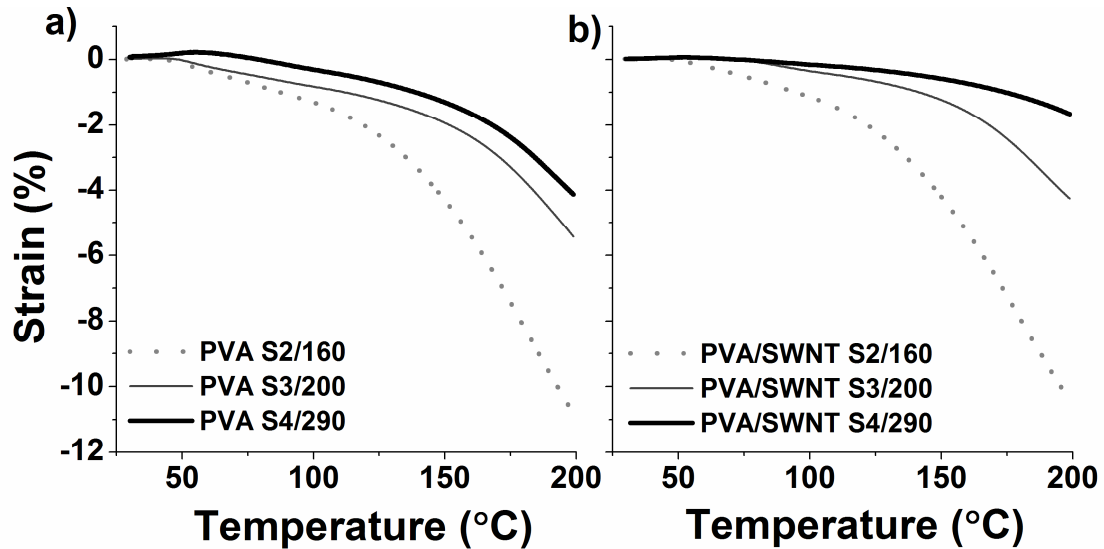 a)
Strain (%)
0
-2
-4
-6
-8
-10
-12
PVA S2/160
PVA S3/200
PVA S4/290
50 100 150 200
Temperature (°C)
b)
PVA/SWNT S2/160
PVA/SWNT S3/200
PVA/SWNT S4/290
50 100 150 200
Temperature (°C)